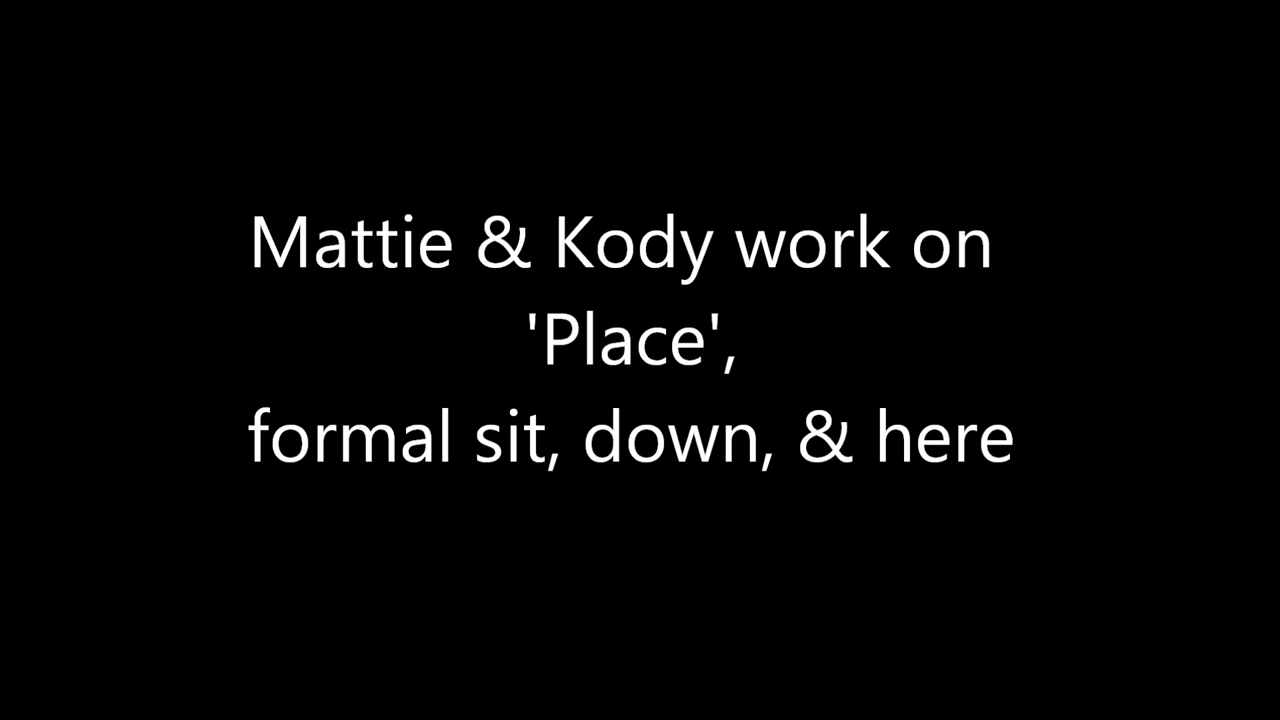 Mattie & Kody work on
'Place',
formal sit, down, & here